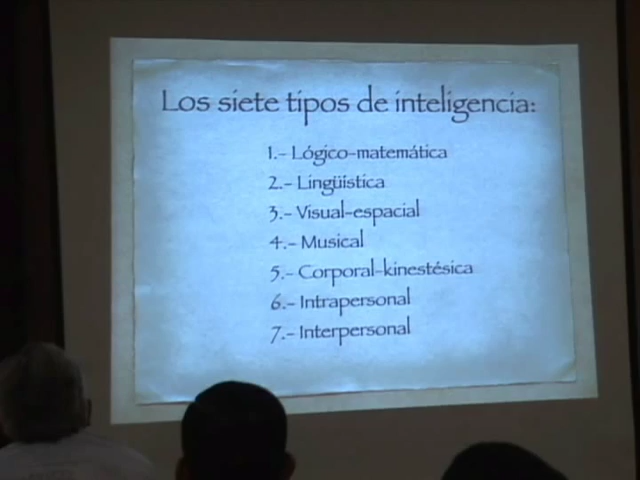 Los siete tipos de inteligencia:
1.- Lógico-matemática
2.- Lingüística
3.- Visual-espacial
4.- Musical
5.- Corporal-kinestésica
6.- Intrapersonal
7.- Interpersonal